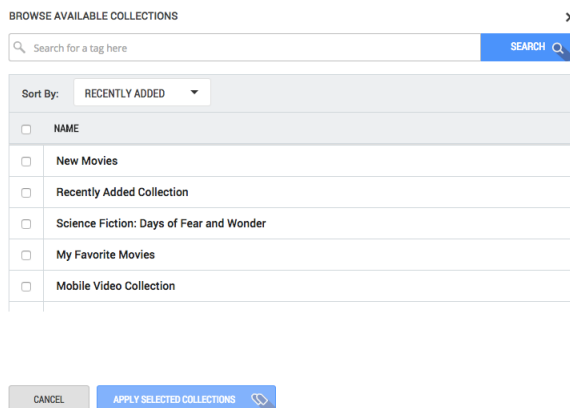 BROWSE AVAILABLE COLLECTIONS
Search for a tag here
SEARCH
Sort By: RECENTLY ADDED
NAME
New Movies
Recently Added Collection
Science Fiction: Days of Fear and Wonder
My Favorite Movies
Mobile Video Collection
CANCEL APPLY SELECTED COLLECTIONS